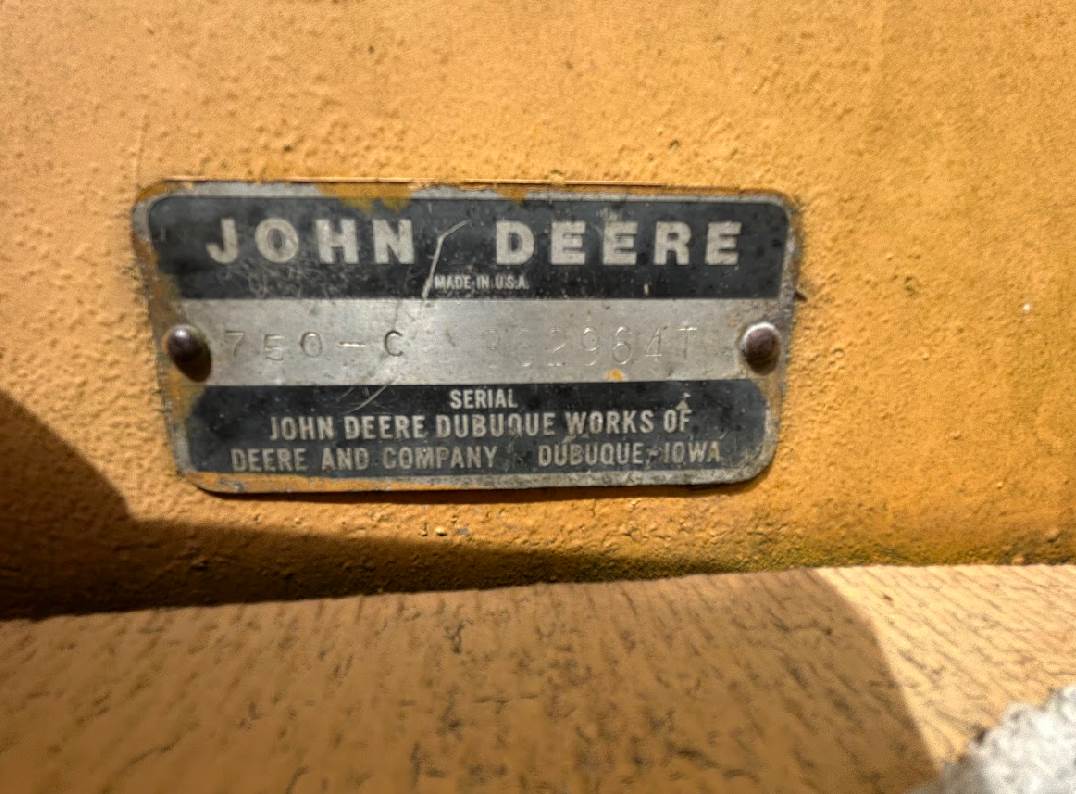 JOHN DEERE
MADE IN U.S.A.
750-C
SERIAL
JOHN DEERE DUBUQUE WORKS OF
DEERE AND COMPANY DUBUQUE, IOWA